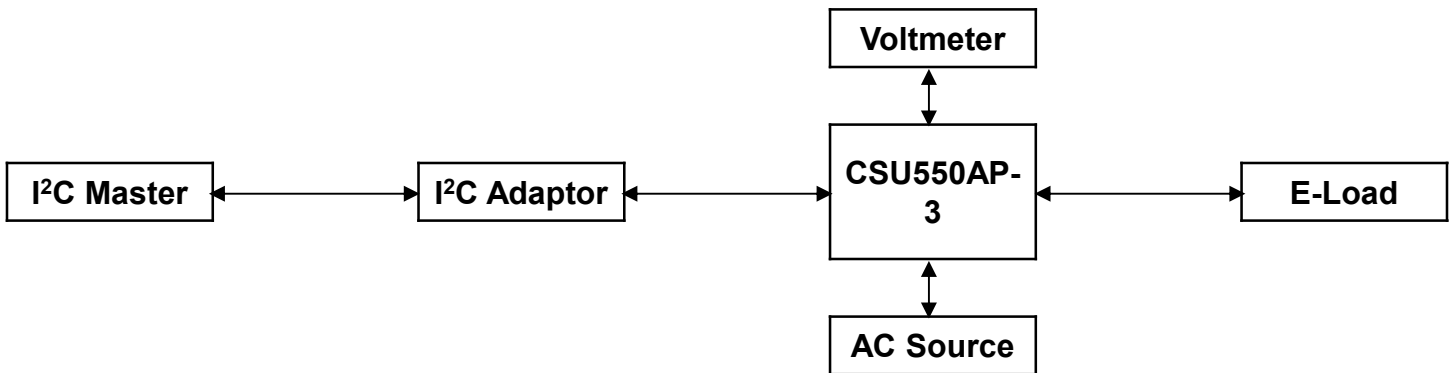 Voltmeter
I²C Master
I²C Adaptor
CSU550AP-
3
E-Load
AC Source